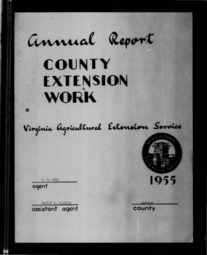 Annual Report
COUNTY
EXTENSION
WORK
Virginia Agricultural Extension Service
1955
agent
assistant agent
county